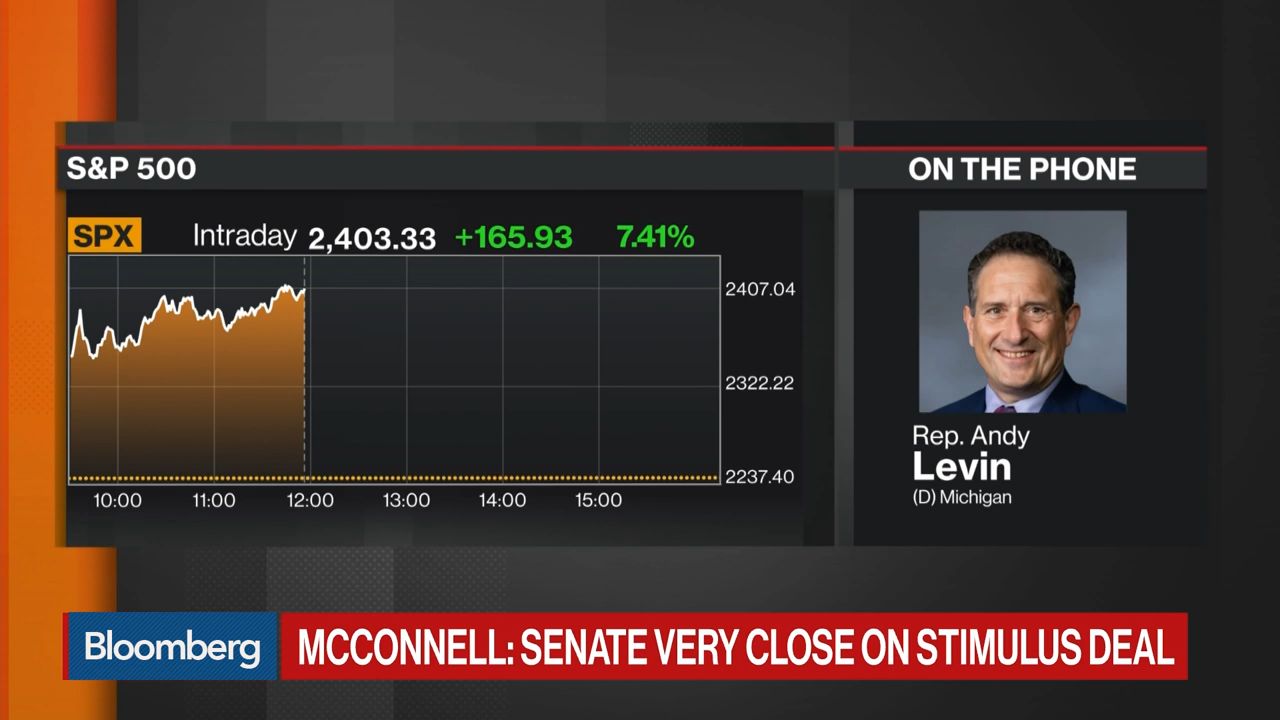 S&P 500
SPX Intraday 2,403.33 +165.93 7.41%
2407.04
2322.22
2237.40
10:00 11:00 12:00 13:00 14:00 15:00
ON THE PHONE
Rep. Andy
Levin
(D) Michigan
Bloomberg
MCCONNELL: SENATE VERY CLOSE ON STIMULUS DEAL